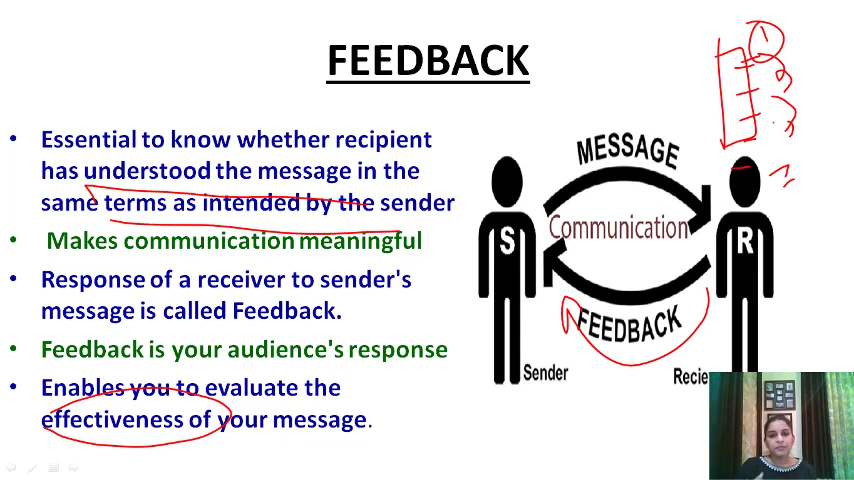 FEEDBACK
• Essential to know whether recipient
has understood the message in the
same terms as intended by the sender
• Makes communication meaningful
• Response of a receiver to sender's
message is called Feedback.
• Feedback is your audience's response
• Enables you to evaluate the
effectiveness of your message.
MESSAGE
S
Communication
R
FEEDBACK
Sender
Recie
1